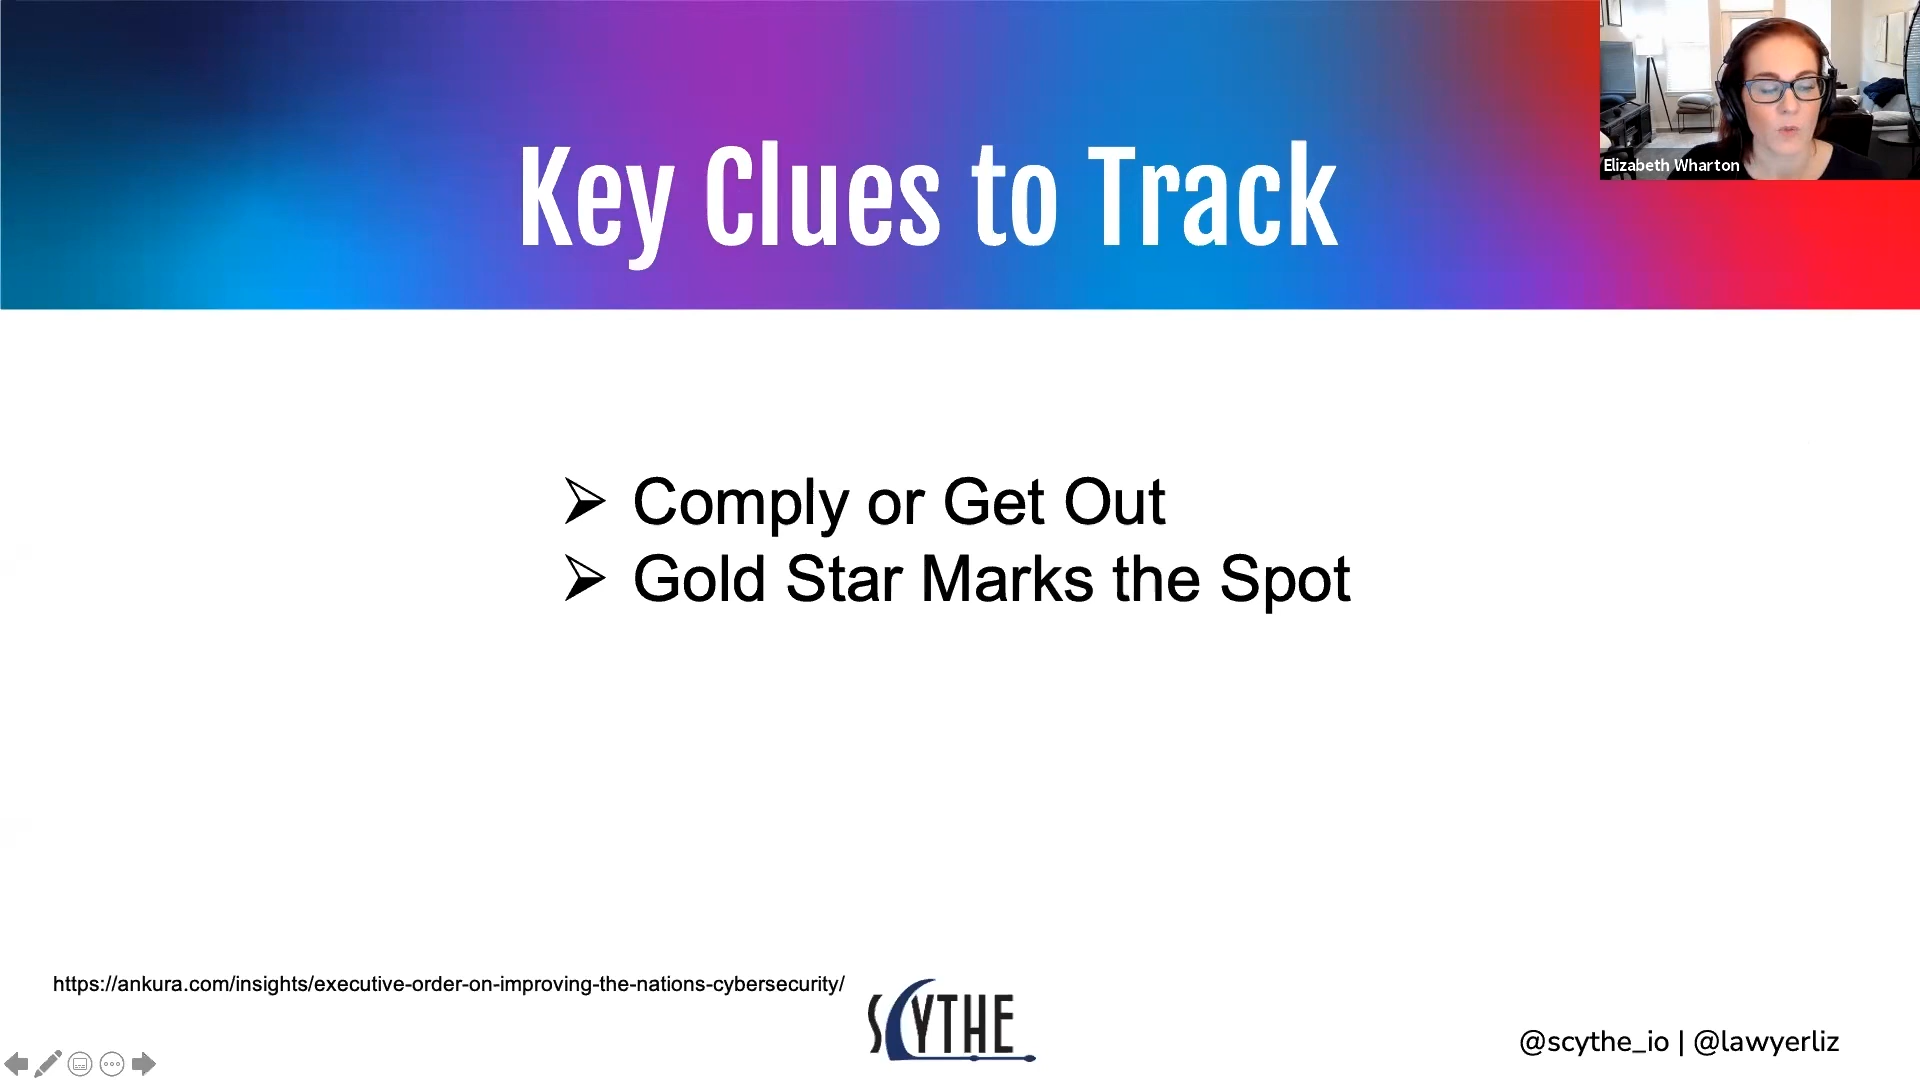 Elizabeth Wharton
Key Clues to Track
➢ Comply or Get Out
➢ Gold Star Marks the Spot
https://ankura.com/insights/executive-order-on-improving-the-nations-cybersecurity/
SCYTHE
@scythe_io | @lawyerliz